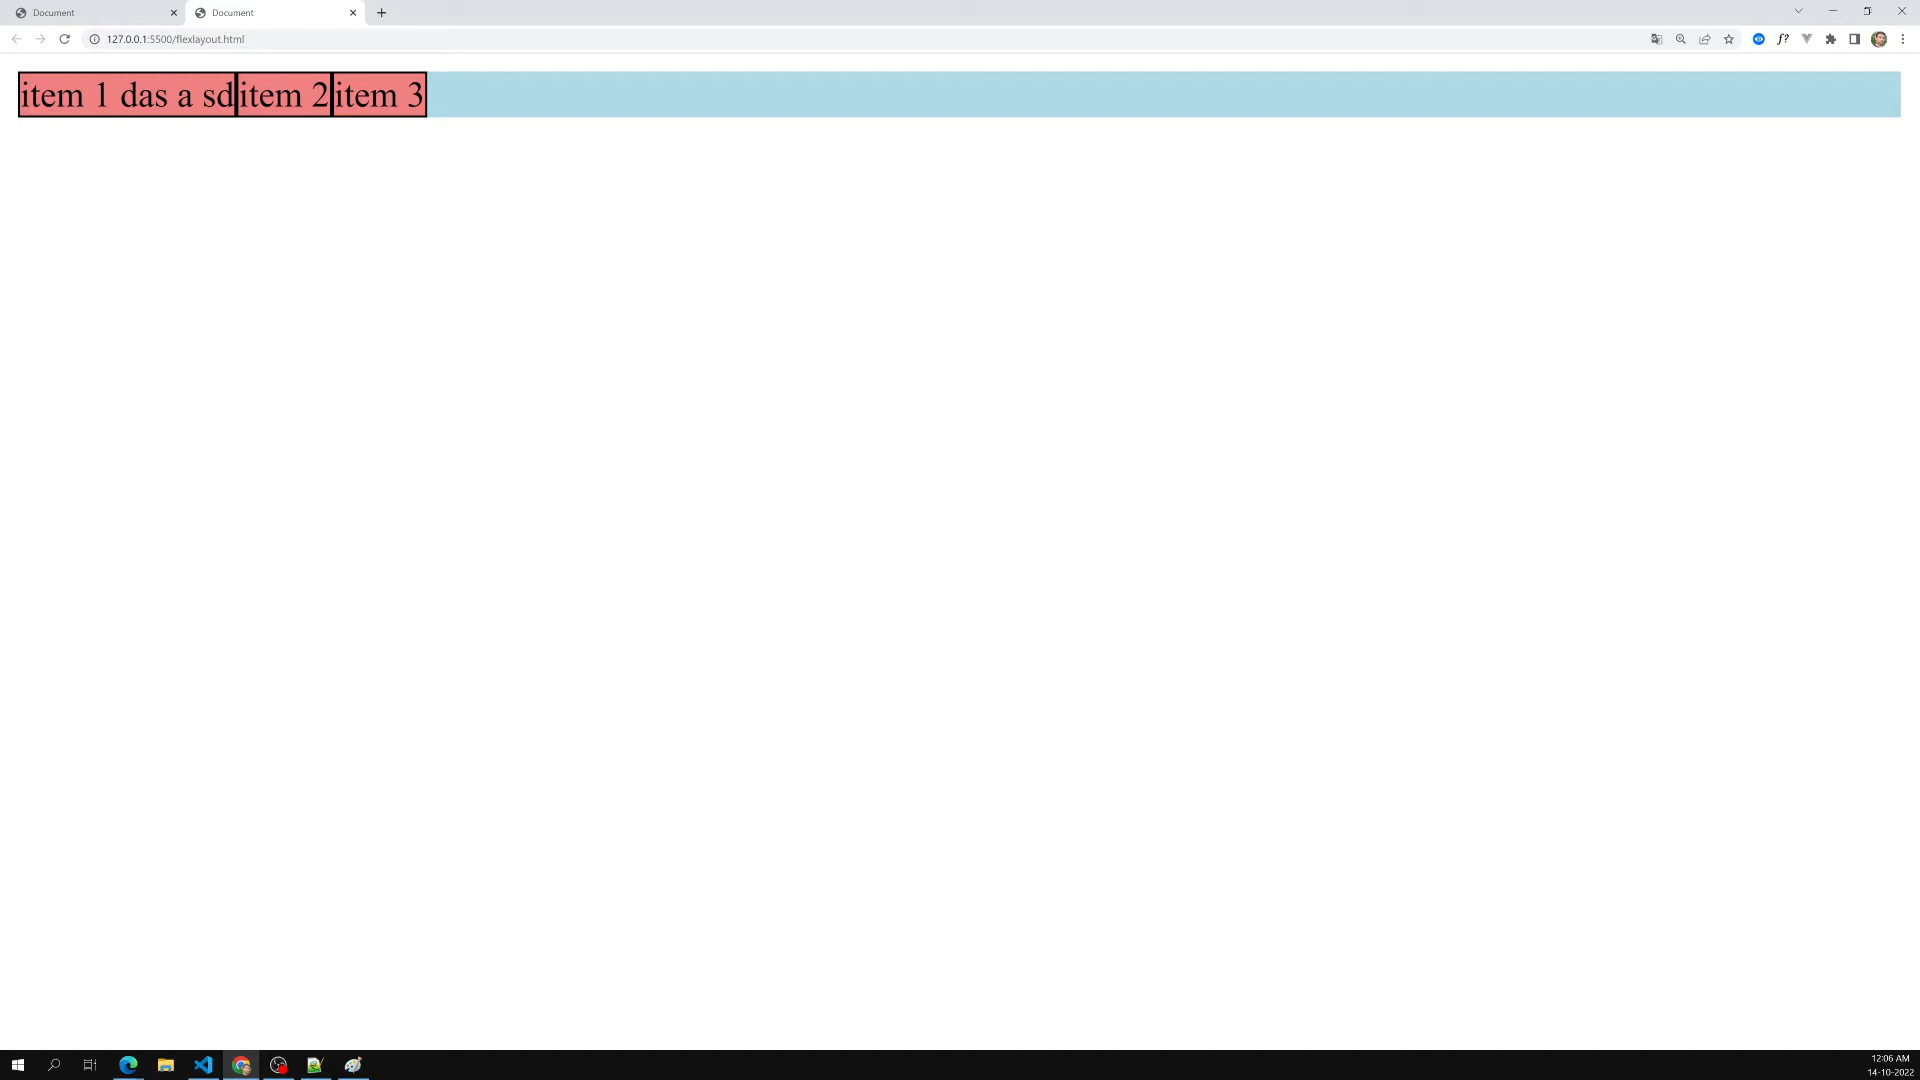 Document
Document
127.0.0.1:5500/flexlayout.html
f?
item 1 das a sd item 2 item 3
12:06 AM
14-10-2022